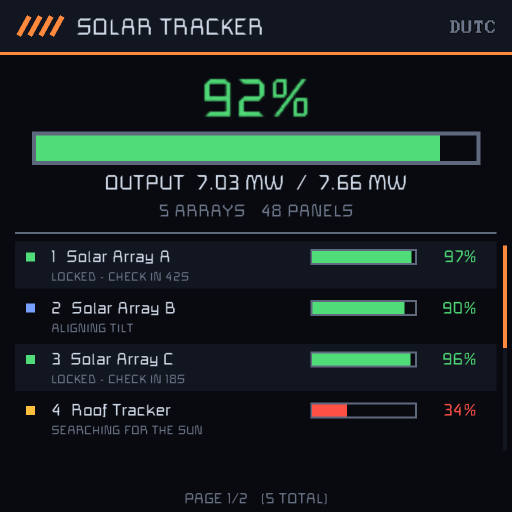 SOLAR TRACKER
DUTC
92%
OUTPUT 7.03 MW / 7.66 MW
5 ARRAYS 48 PANELS
1 Solar Array A 97%
LOCKED - CHECK IN 42S
2 Solar Array B 90%
ALIGNING TILT
3 Solar Array C 96%
LOCKED - CHECK IN 18S
4 Roof Tracker 34%
SEARCHING FOR THE SUN
PAGE 1/2 (5 TOTAL)